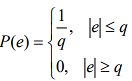 P(e) = { 1/q, |e| ≤ q
0, |e| ≥ q